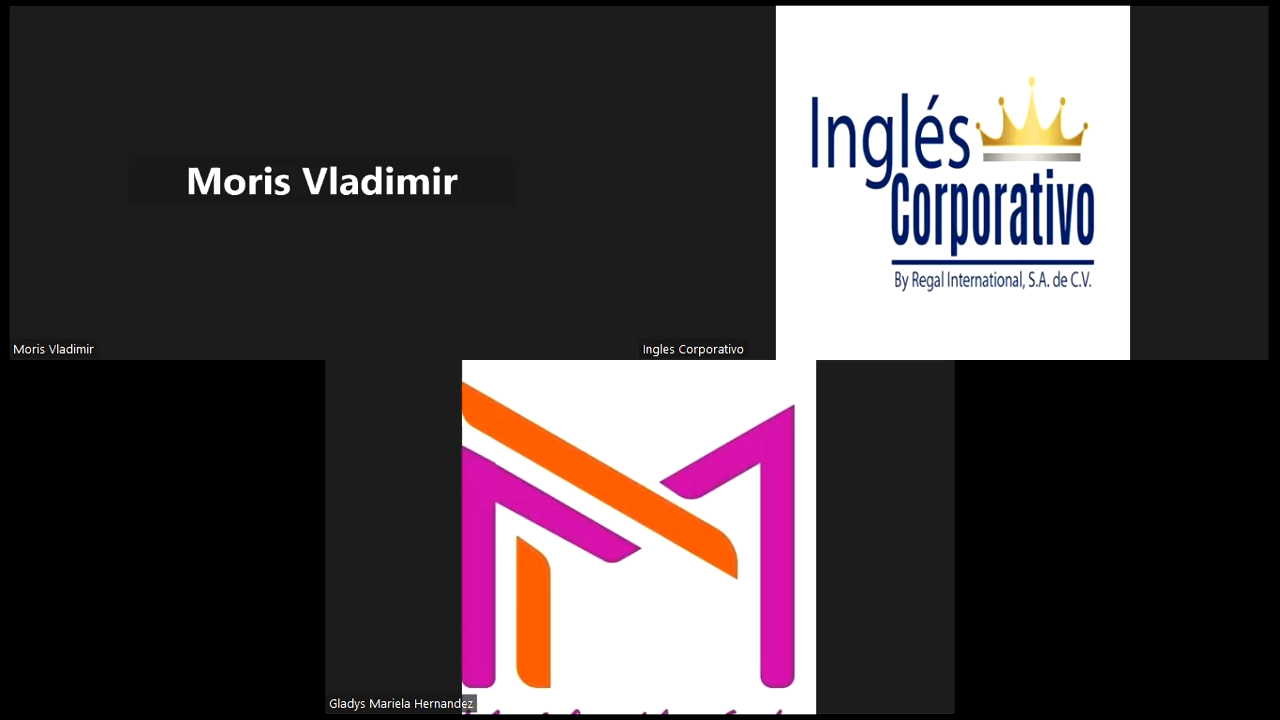 Moris Vladimir
Moris Vladimir
Inglés
Corporativo
By Regal International, S.A. de C.V.
Ingles Corporativo
Gladys Mariela Hernandez